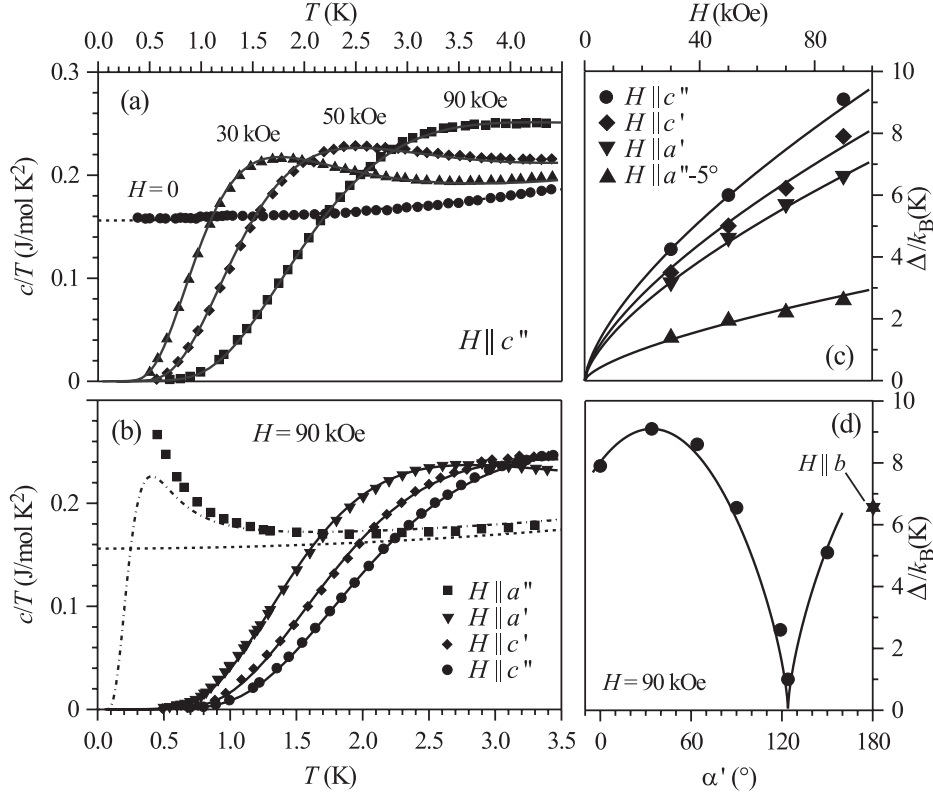 T (K)
0.0 0.5 1.0 1.5 2.0 2.5 3.0 3.5 4.0
H (kOe)
0 40 80
(a)
30 kOe
50 kOe
90 kOe
H = 0
H || c"
0.3
0.2
0.1
0
c/T (J/mol K²)
H || c"
H || c'
H || a'
H || a"-5°
(c)
10
8
6
4
2
0
Δ/kB(K)
(b)
H = 90 kOe
H || a"
H || a'
H || c'
H || c"
0.2
0.1
0
c/T (J/mol K²)
0.0 0.5 1.0 1.5 2.0 2.5 3.0 3.5
T (K)
(d)
H || b
H = 90 kOe
10
8
6
4
2
0
Δ/kB(K)
0 60 120 180
α' (°)